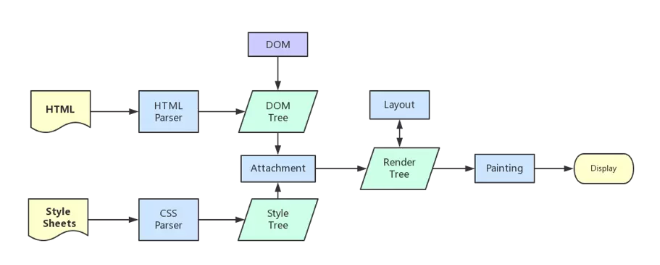 DOM
HTML
HTML
Parser
DOM
Tree
Layout
Attachment
Render
Tree
Painting
Display
Style
Sheets
CSS
Parser
Style
Tree